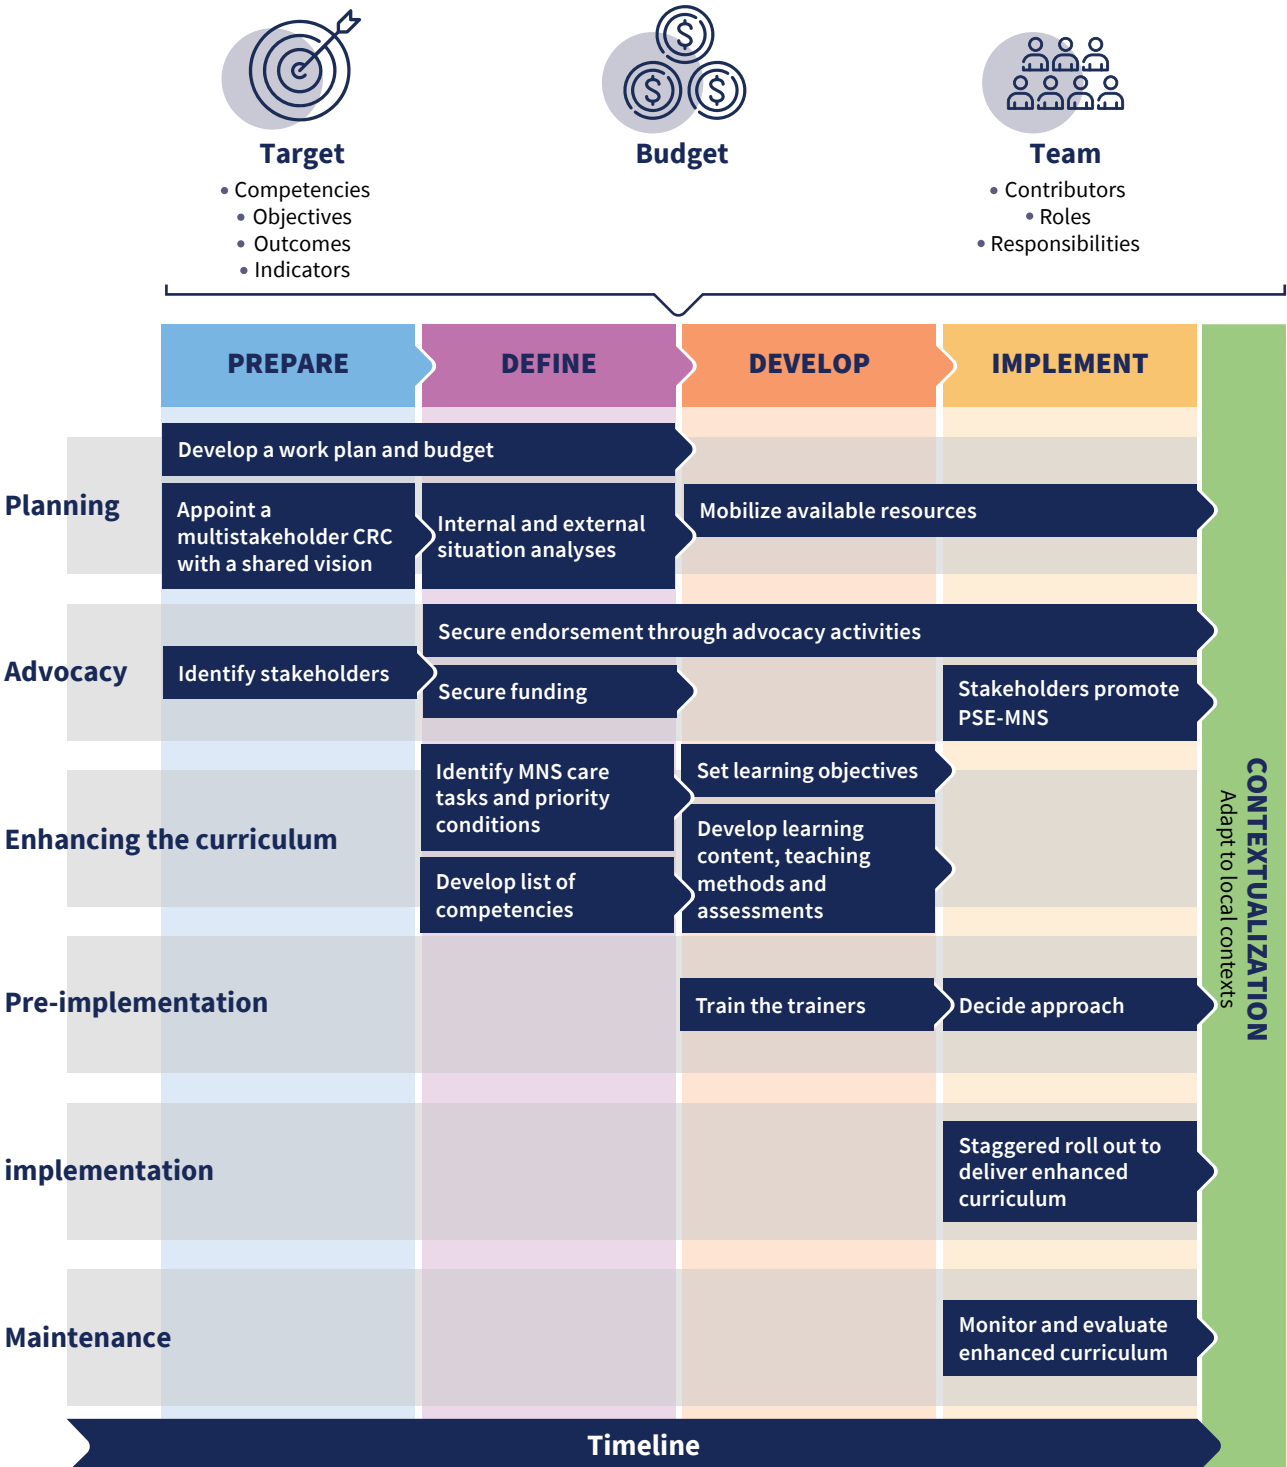 Target
• Competencies
• Objectives
• Outcomes
• Indicators
Budget
Team
• Contributors
• Roles
• Responsibilities
PREPARE
DEFINE
DEVELOP
IMPLEMENT
Planning
Develop a work plan and budget
Appoint a
multistakeholder CRC
with a shared vision
Internal and external
situation analyses
Mobilize available resources
Advocacy
Secure endorsement through advocacy activities
Identify stakeholders
Secure funding
Stakeholders promote
PSE-MNS
Enhancing the curriculum
Identify MNS care
tasks and priority
conditions
Develop list of
competencies
Set learning objectives
Develop learning
content, teaching
methods and
assessments
Pre-implementation
Train the trainers
Decide approach
implementation
Staggered roll out to
deliver enhanced
curriculum
Maintenance
Monitor and evaluate
enhanced curriculum
CONTEXTUALIZATION
Adapt to local contexts
Timeline